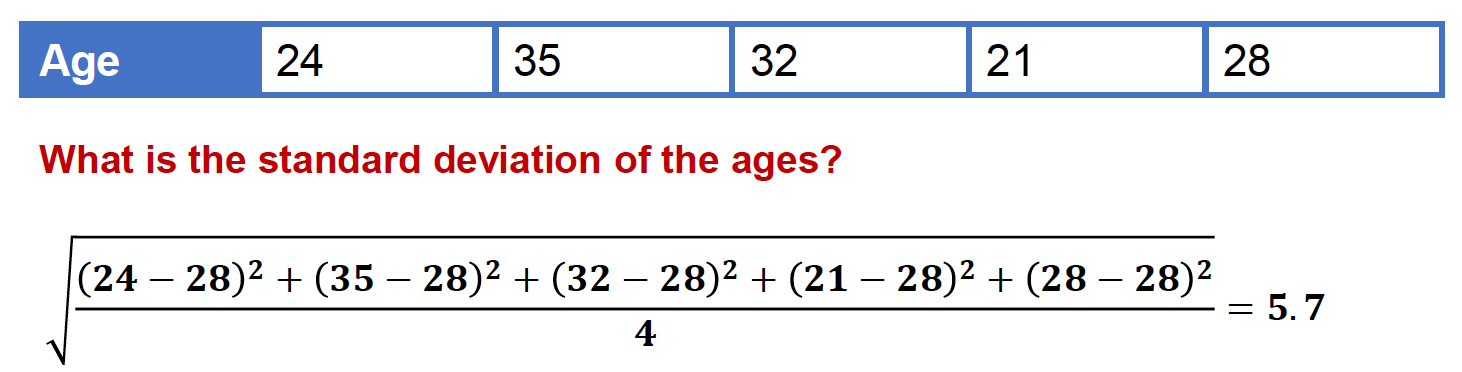 Age 24 35 32 21 28
What is the standard deviation of the ages?
√((24 − 28)² + (35 − 28)² + (32 − 28)² + (21 − 28)² + (28 − 28)²)/4 = 5.7